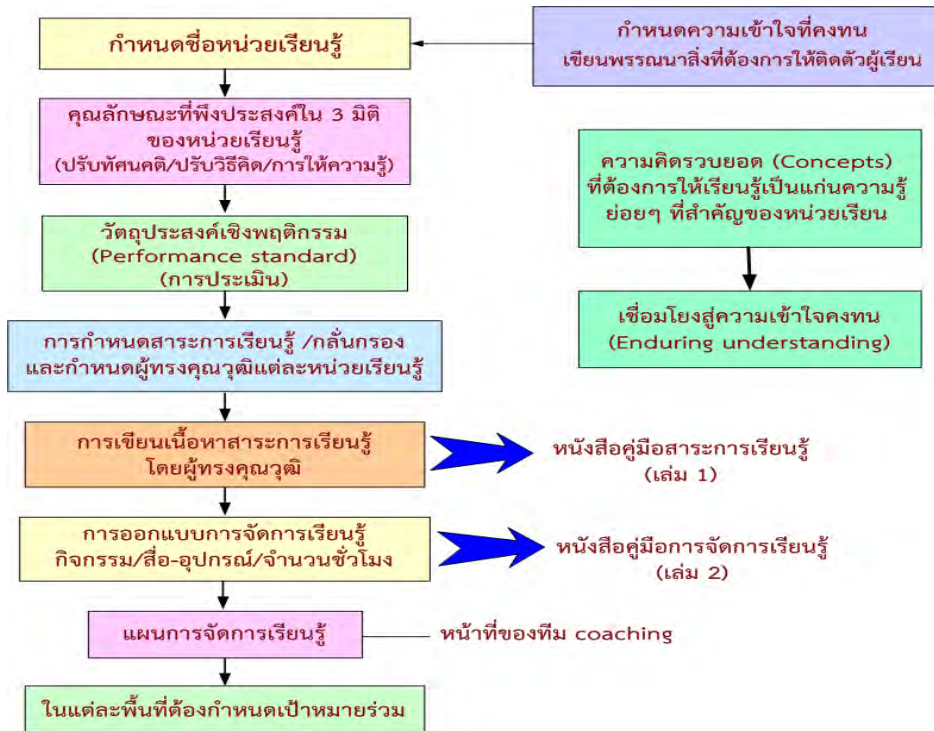 กำหนดชื่อหน่วยเรียนรู้
กำหนดความเข้าใจที่คงทน
เขียนพรรณนาสิ่งที่ต้องการให้ติดตัวผู้เรียน
คุณลักษณะที่พึงประสงค์ใน 3 มิติ
ของหน่วยเรียนรู้
(ปรับทัศนคติ/ปรับวิธีคิด/การให้ความรู้)
ความคิดรวบยอด (Concepts)
ที่ต้องการให้เรียนรู้เป็นแก่นความรู้
ย่อยๆ ที่สำคัญของหน่วยเรียน
วัตถุประสงค์เชิงพฤติกรรม
(Performance standard)
(การประเมิน)
เชื่อมโยงสู่ความเข้าใจคงทน
(Enduring understanding)
การกำหนดสาระการเรียนรู้ /กลั่นกรอง
และกำหนดผู้ทรงคุณวุฒิแต่ละหน่วยเรียนรู้
การเขียนเนื้อหาสาระการเรียนรู้
โดยผู้ทรงคุณวุฒิ
หนังสือคู่มือสาระการเรียนรู้
(เล่ม 1)
การออกแบบการจัดการเรียนรู้
กิจกรรม/สื่อ-อุปกรณ์/จำนวนชั่วโมง
หนังสือคู่มือการจัดการเรียนรู้
(เล่ม 2)
แผนการจัดการเรียนรู้
หน้าที่ของทีม coaching
ในแต่ละพื้นที่ต้องกำหนดเป้าหมายร่วม